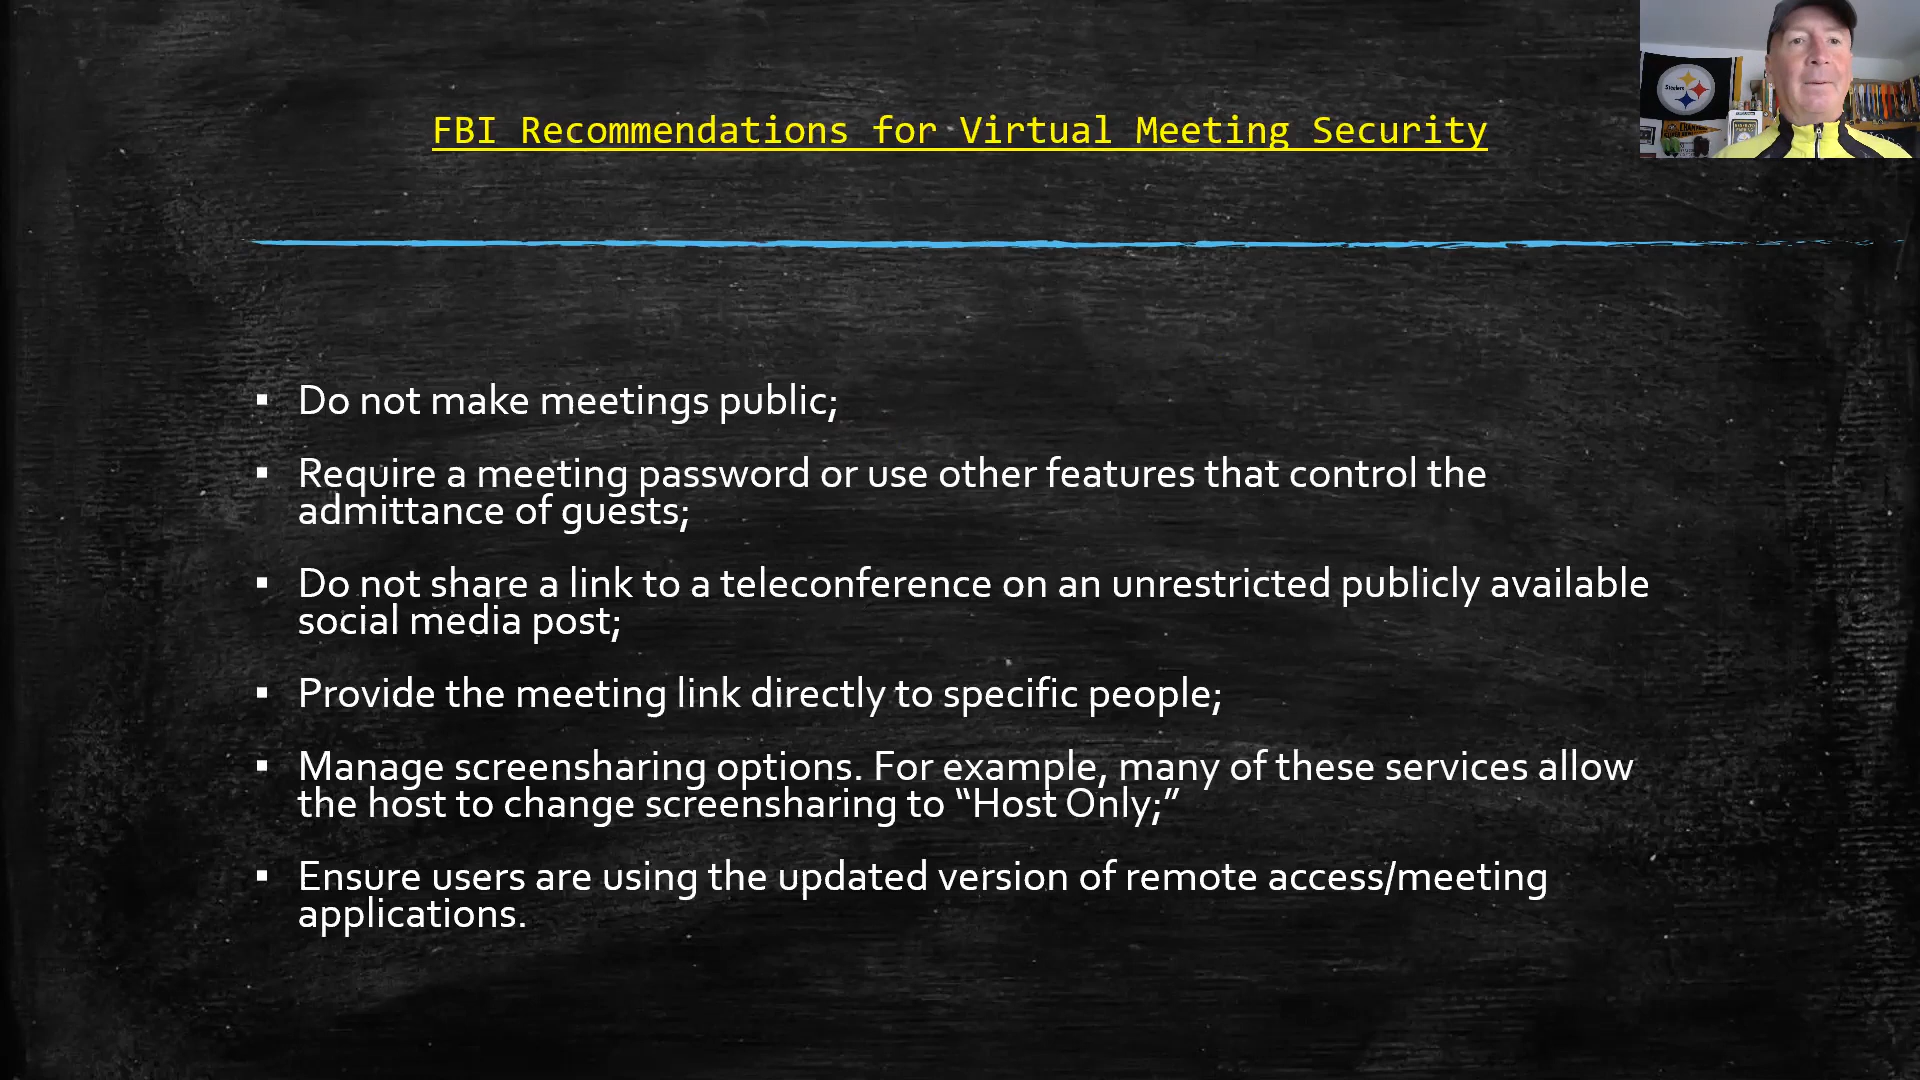 FBI Recommendations for Virtual Meeting Security
Steelers
▪ Do not make meetings public;
▪ Require a meeting password or use other features that control the
admittance of guests;
▪ Do not share a link to a teleconference on an unrestricted publicly available
social media post;
▪ Provide the meeting link directly to specific people;
▪ Manage screensharing options. For example, many of these services allow
the host to change screensharing to “Host Only;”
▪ Ensure users are using the updated version of remote access/meeting
applications.